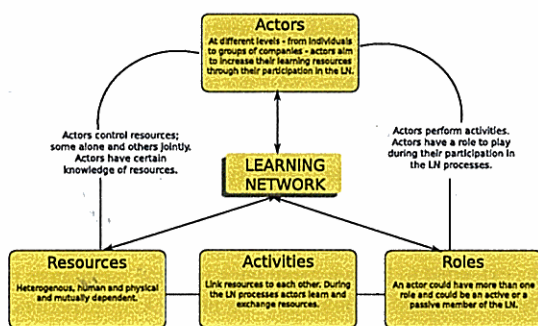 Actors
At different levels - from individuals
to groups of companies - actors aim
to increase their learning resources
through their participation in the LN.
Actors control resources;
some alone and others jointly.
Actors have certain
knowledge of resources.
Actors perform activities.
Actors have a role to play
during their participation in
the LN processes.
LEARNING
NETWORK
Resources
Heterogenous, human and physical
and mutually dependent.
Activities
Link resources to each other. During
the LN processes actors learn and
exchange resources.
Roles
An actor could have more than one
role and could be an active or a
passive member of the LN.